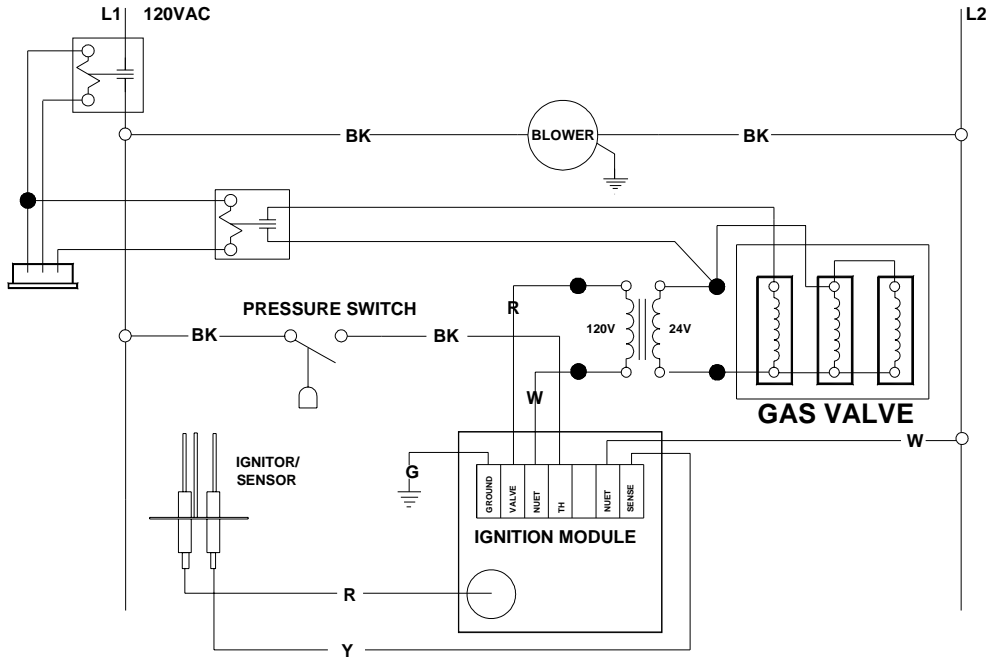 L1 120VAC
L2
BK
BLOWER
BK
PRESSURE SWITCH
R
120V
24V
BK
BK
W
GAS VALVE
W
IGNITOR/
SENSOR
G
GROUND
VALVE
NUET
TH
NUET
SENSE
IGNITION MODULE
R
Y